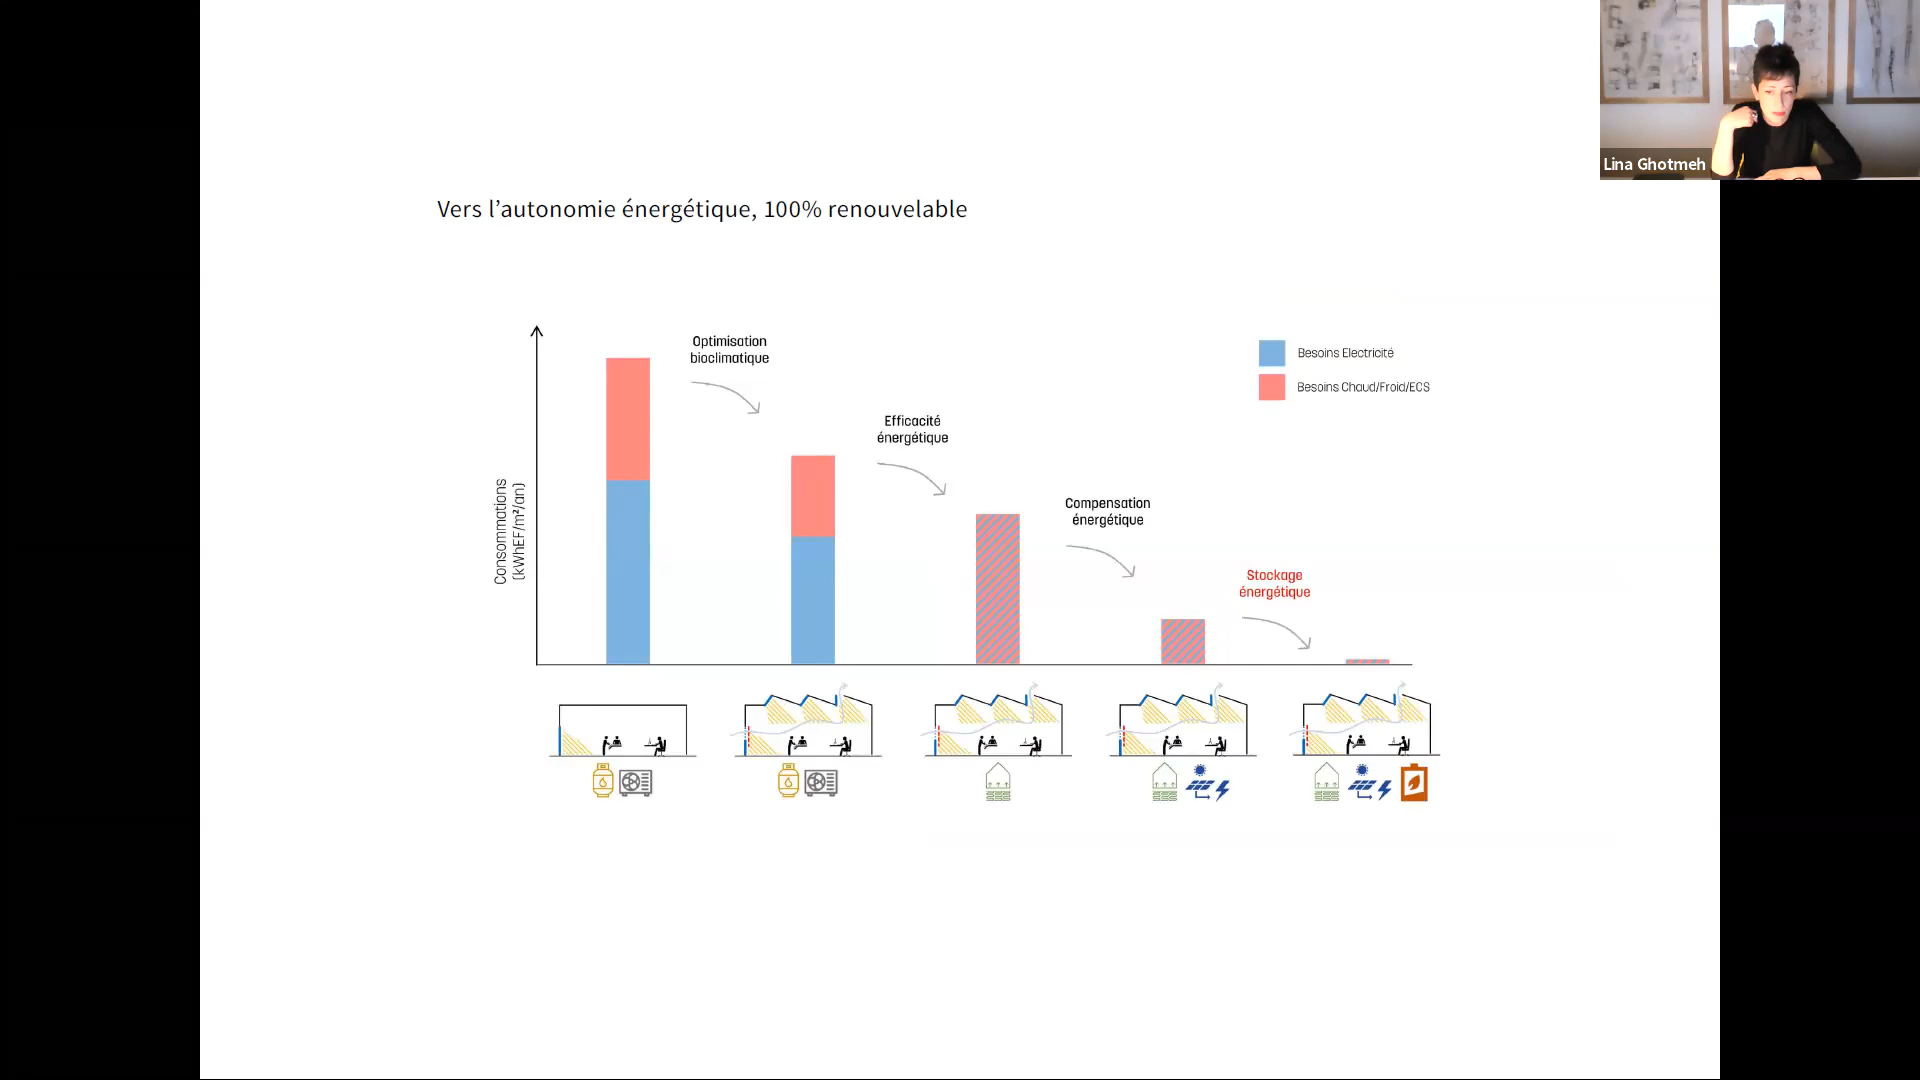 Lina Ghotmeh
Vers l’autonomie énergétique, 100% renouvelable
Optimisation
bioclimatique
Efficacité
énergétique
Compensation
énergétique
Stockage
énergétique
Besoins Electricité
Besoins Chaud/Froid/ECS
Consommations
(kWhEF/m²/an)